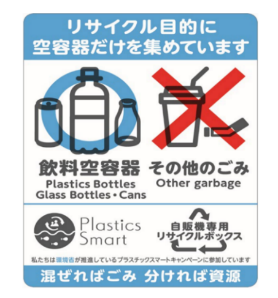 リサイクル目的に
空容器だけを集めています
飲料空容器 その他のごみ
Plastics Bottles Other garbage
Glass Bottles・Cans
Plastics
Smart
自販機専用
リサイクルボックス
私たちは環境省が推進しているプラスチックスマートキャンペーンに参加しています
混ぜればごみ 分ければ資源